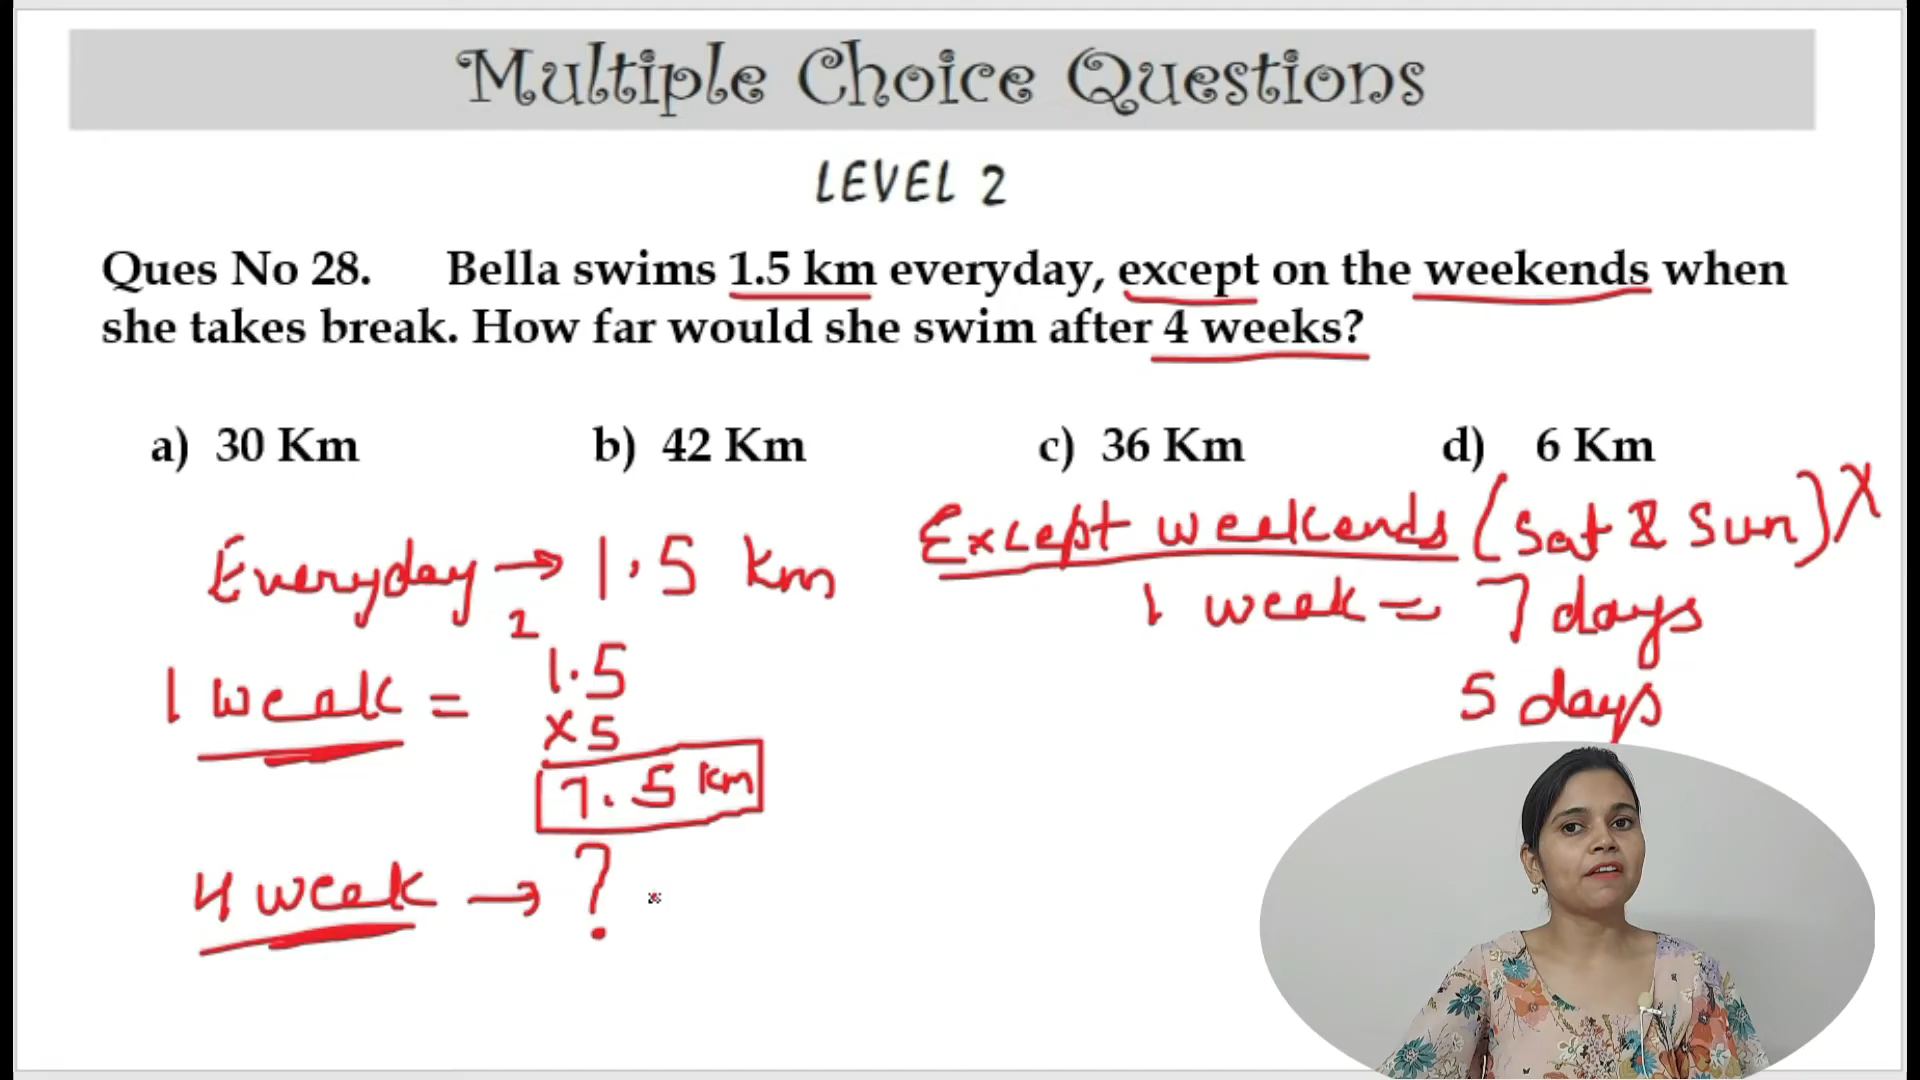 Multiple Choice Questions
LEVEL 2
Ques No 28. Bella swims 1.5 km everyday, except on the weekends when
she takes break. How far would she swim after 4 weeks?
a) 30 Km b) 42 Km c) 36 Km d) 6 Km
Except weekends (Sat & Sun) X
Everyday → 1.5 km
1 week = 7 days
2
1.5
1 week =
5 days
x 5
7.5 km
4 week → ?